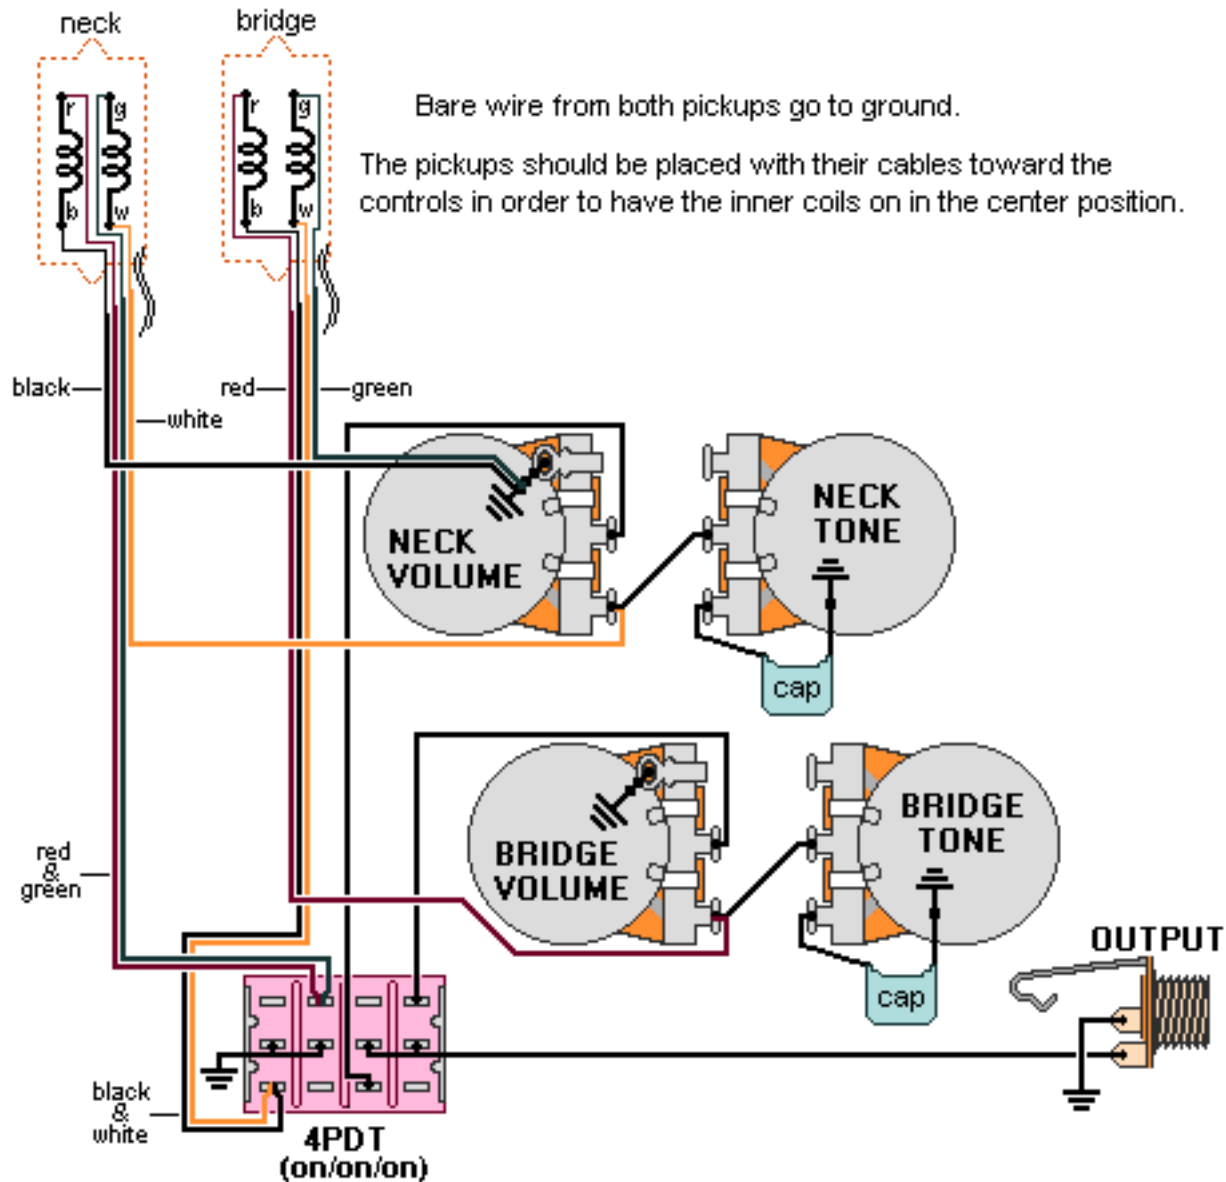 neck
bridge
r
g
b
w
r
g
b
w
Bare wire from both pickups go to ground.
The pickups should be placed with their cables toward the
controls in order to have the inner coils on in the center position.
black
white
red
green
NECK
VOLUME
NECK
TONE
cap
BRIDGE
VOLUME
BRIDGE
TONE
cap
red
&
green
OUTPUT
black
&
white
4PDT
(on/on/on)